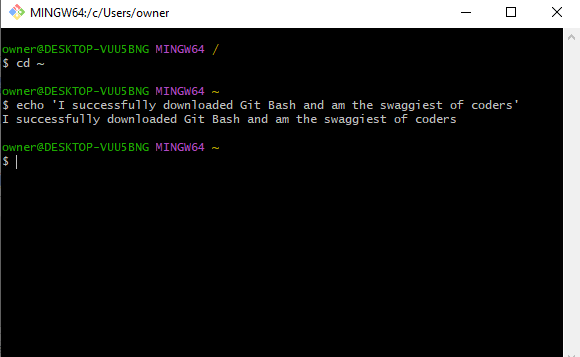 MINGW64:/c/Users/owner
owner@DESKTOP-VUU5BNG MINGW64 /
$ cd ~
owner@DESKTOP-VUU5BNG MINGW64 ~
$ echo 'I successfully downloaded Git Bash and am the swaggiest of coders'
I successfully downloaded Git Bash and am the swaggiest of coders
owner@DESKTOP-VUU5BNG MINGW64 ~
$